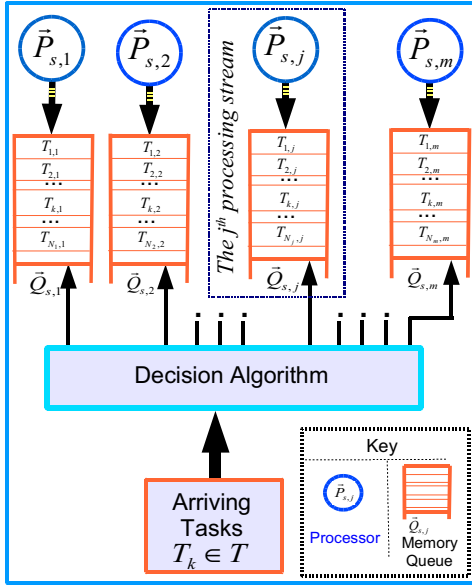 P⃗s,1 P⃗s,2 P⃗s,j P⃗s,m
The jth processing stream
T1,1
T2,1
...
Tk,1
TN1,1
Q⃗s,1
T1,2
T2,2
...
Tk,2
TN2,2
Q⃗s,2
T1,j
T2,j
...
Tk,j
TNj,j
Q⃗s,j
T1,m
T2,m
...
Tk,m
TNm,m
Q⃗s,m
Decision Algorithm
Arriving
Tasks
Tk ∈ T
Key
P⃗s,j
Processor
Q⃗s,j
Memory
Queue